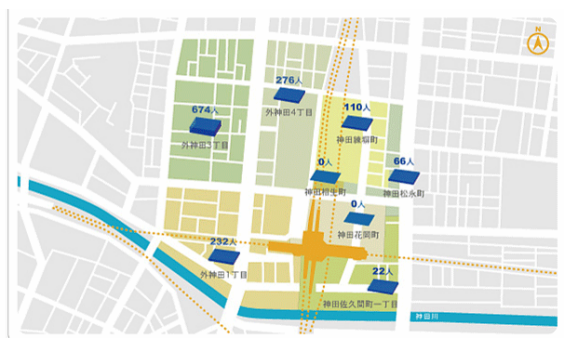 N
276人
外神田4丁目
674人
外神田3丁目
110人
神田練塀町
0人
神田相生町
66人
神田松永町
0人
神田花岡町
232人
外神田1丁目
22人
神田佐久間町一丁目
神田川